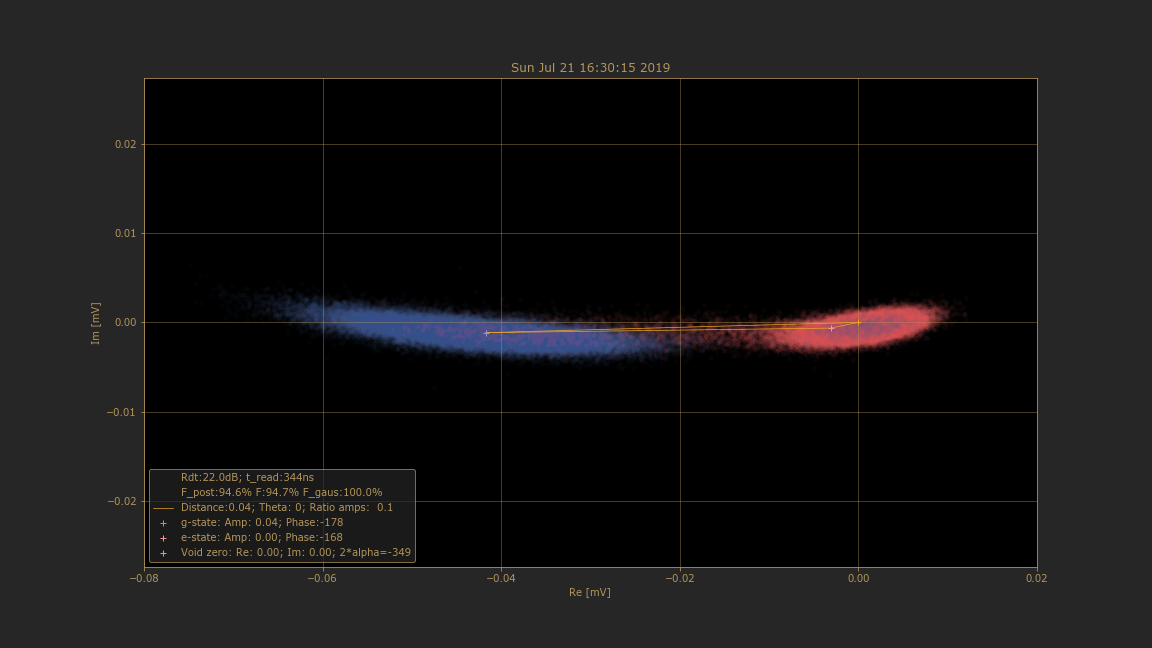 Sun Jul 21 16:30:15 2019
Im [mV]
0.02
0.01
0.00
−0.01
−0.02
Rdt:22.0dB; t_read:344ns
F_post:94.6% F:94.7% F_gaus:100.0%
Distance:0.04; Theta: 0; Ratio amps:  0.1
g-state: Amp: 0.04; Phase:-178
e-state: Amp: 0.00; Phase:-168
Void zero: Re: 0.00; Im: 0.00; 2*alpha=-349
−0.08 −0.06 −0.04 −0.02 0.00 0.02
Re [mV]